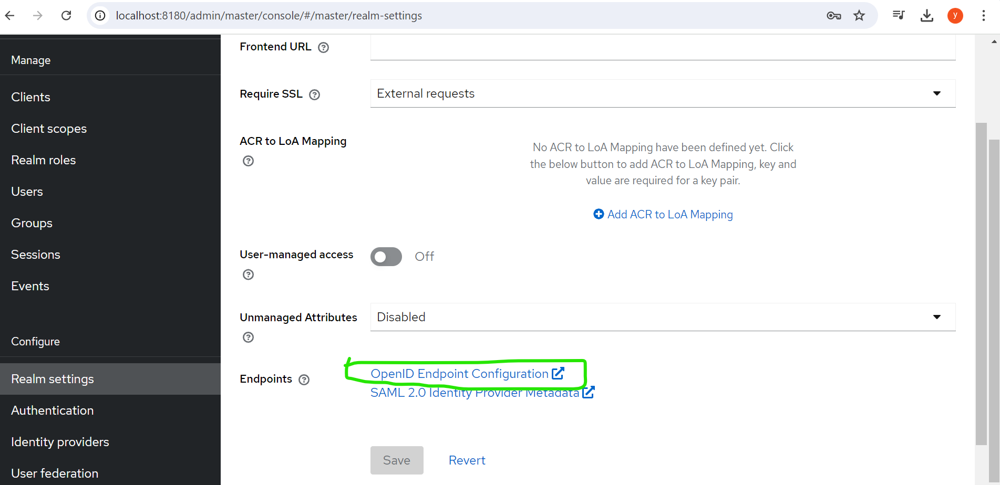 localhost:8180/admin/master/console/#/master/realm-settings
y
Manage
Clients
Client scopes
Realm roles
Users
Groups
Sessions
Events
Configure
Realm settings
Authentication
Identity providers
User federation
Frontend URL
Require SSL
External requests
ACR to LoA Mapping
No ACR to LoA Mapping have been defined yet. Click
the below button to add ACR to LoA Mapping, key and
value are required for a key pair.
Add ACR to LoA Mapping
User-managed access
Off
Unmanaged Attributes
Disabled
Endpoints
OpenID Endpoint Configuration
SAML 2.0 Identity Provider Metadata
Save
Revert